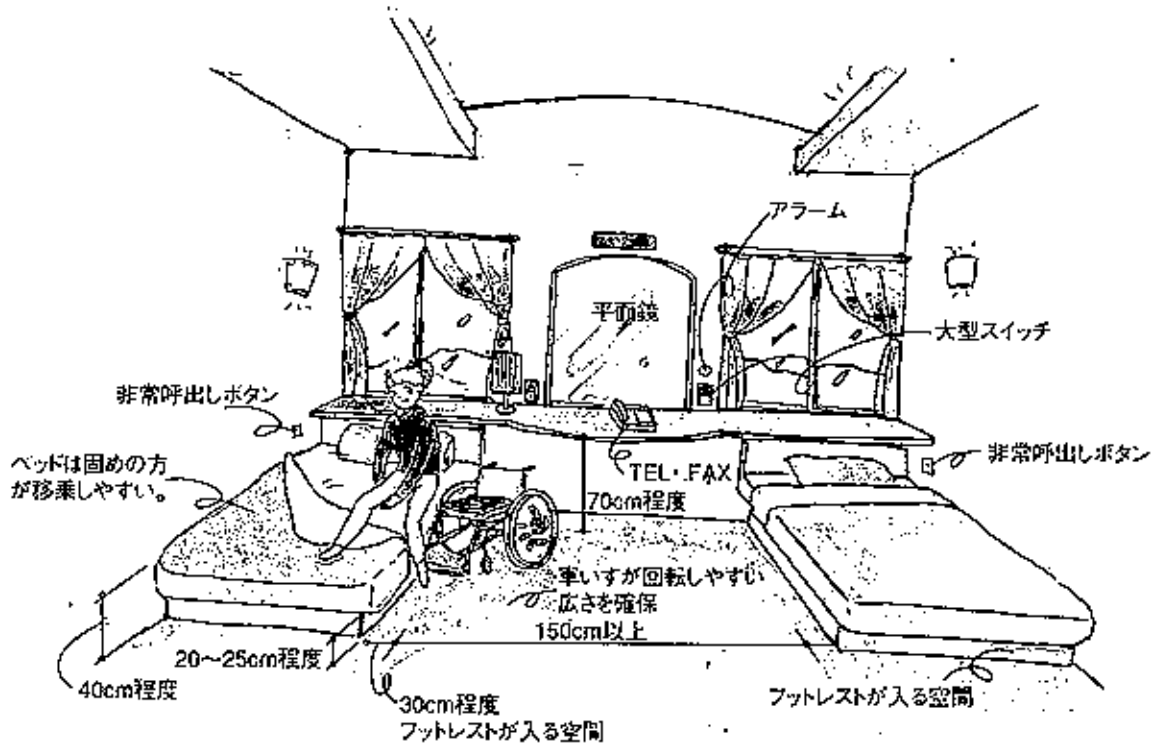 アラーム
平面鏡
大型スイッチ
非常呼出しボタン
非常呼出しボタン
ベッドは固めの方
が移乗しやすい。
TEL・FAX
70cm程度
車いすが回転しやすい
広さを確保
150cm以上
20～25cm程度
40cm程度
30cm程度
フットレストが入る空間
フットレストが入る空間